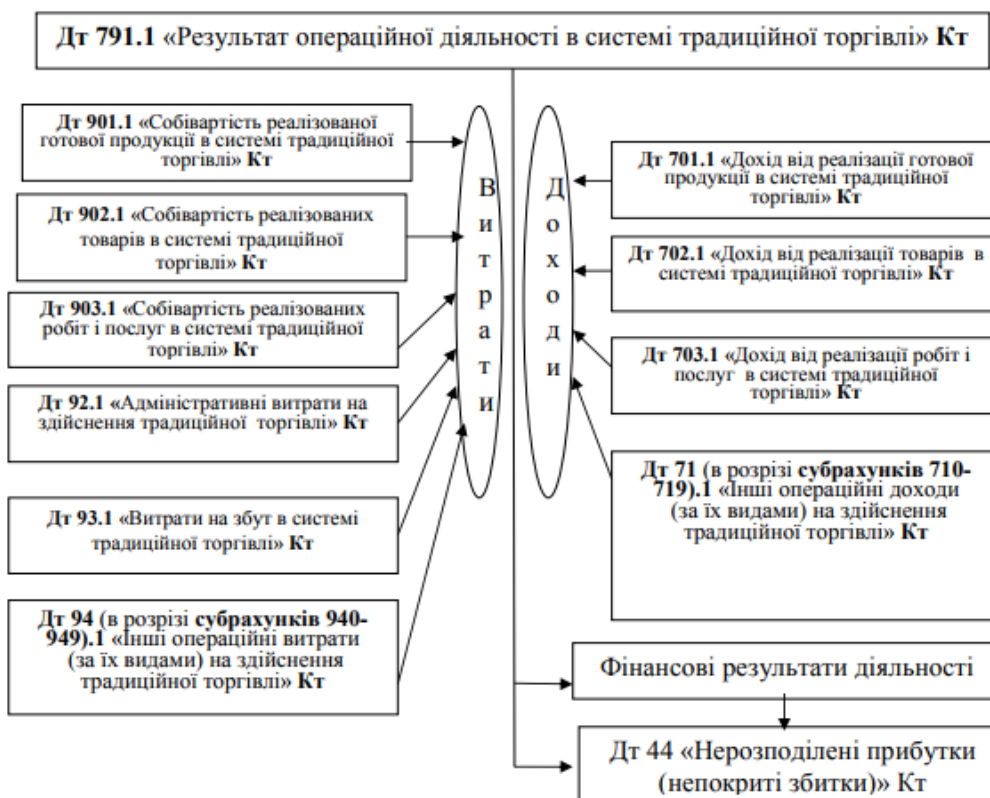 Дт 791.1 «Результат операційної діяльності в системі традиційної торгівлі» Кт
Дт 901.1 «Собівартість реалізованої
готової продукції в системі традиційної
торгівлі» Кт
Дт 902.1 «Собівартість реалізованих
товарів в системі традиційної
торгівлі» Кт
Дт 903.1 «Собівартість реалізованих
робіт і послуг в системі традиційної
торгівлі» Кт
Дт 92.1 «Адміністративні витрати на
здійснення традиційної торгівлі» Кт
Дт 93.1 «Витрати на збут в системі
традиційної торгівлі» Кт
Дт 94 (в розрізі субрахунків 940-
949).1 «Інші операційні витрати
(за їх видами) на здійснення
традиційної торгівлі» Кт
Витрати
Доходи
Дт 701.1 «Дохід від реалізації готової
продукції в системі традиційної
торгівлі» Кт
Дт 702.1 «Дохід від реалізації товарів в
системі традиційної торгівлі» Кт
Дт 703.1 «Дохід від реалізації робіт і
послуг в системі традиційної
торгівлі» Кт
Дт 71 (в розрізі субрахунків 710-
719).1 «Інші операційні доходи
(за їх видами) на здійснення
традиційної торгівлі» Кт
Фінансові результати діяльності
Дт 44 «Нерозподілені прибутки
(непокриті збитки)» Кт